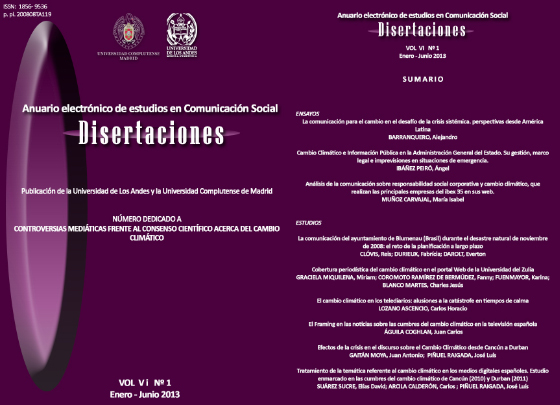 ISSN: 1856-9536
p. pi. 200308TA119
UNIVERSIDAD COMPLUTENSE
MADRID
UNIVERSIDAD
DE LOS ANDES
Anuario electrónico de estudios en Comunicación Social
Disertaciones
Publicación de la Universidad de Los Andes y la Universidad Complutense de Madrid
NÚMERO DEDICADO A
CONTROVERSIAS MEDIÁTICAS FRENTE AL CONSENSO CIENTÍFICO ACERCA DEL CAMBIO
CLIMÁTICO
VOL V i Nº 1
Enero - Junio 2013
Anuario electrónico de estudios en Comunicación Social
Disertaciones
VOL VI Nº 1
Enero - Junio 2013
SUMARIO
ENSAYOS
La comunicación para el cambio en el desafío de la crisis sistémica. perspectivas desde América
Latina
BARRANQUERO, Alejandro
Cambio Climático e Información Pública en la Administración General del Estado. Su gestión, marco
legal e imprevisiones en situaciones de emergencia.
IBÁÑEZ PEIRÓ, Ángel
Análisis de la comunicación sobre responsabilidad social corporativa y cambio climático, que
realizan las principales empresas del ibex 35 en sus web.
MUÑOZ CARVAJAL, María Isabel
ESTUDIOS
La comunicación del ayuntamiento de Blumenau (Brasil) durante el desastre natural de noviembre
de 2008: el reto de la planificación a largo plazo
CLÓVIS, Reis; DURIEUX, Fabricia; DAROLT, Everton
Cobertura periodística del cambio climático en el portal Web de la Universidad del Zulia
GRACIELA MIQUILENA, Miriam; COROMOTO RAMÍREZ DE BERMÚDEZ, Fanny; FUENMAYOR, Karina;
BLANCO MARTES, Charles Jesús
El cambio climático en los telediarios: alusiones a la catástrofe en tiempos de calma
LOZANO ASCENCIO, Carlos Horacio
El Framing en las noticias sobre las cumbres del cambio climático en la televisión española
ÁGUILA COGHLAN, Juan Carlos
Efectos de la crisis en el discurso sobre el Cambio Climático desde Cancún a Durban
GAITÁN MOYA, Juan Antonio; PIÑUEL RAIGADA, José Luis
Tratamiento de la temática referente al cambio climático en los medios digitales españoles. Estudio
enmarcado en las cumbres del cambio climático de Cancún (2010) y Durban (2011)
SUÁREZ SUCRE, Elías David; ARCILA CALDERÓN, Carlos ; PIÑUEL RAIGADA, José Luis